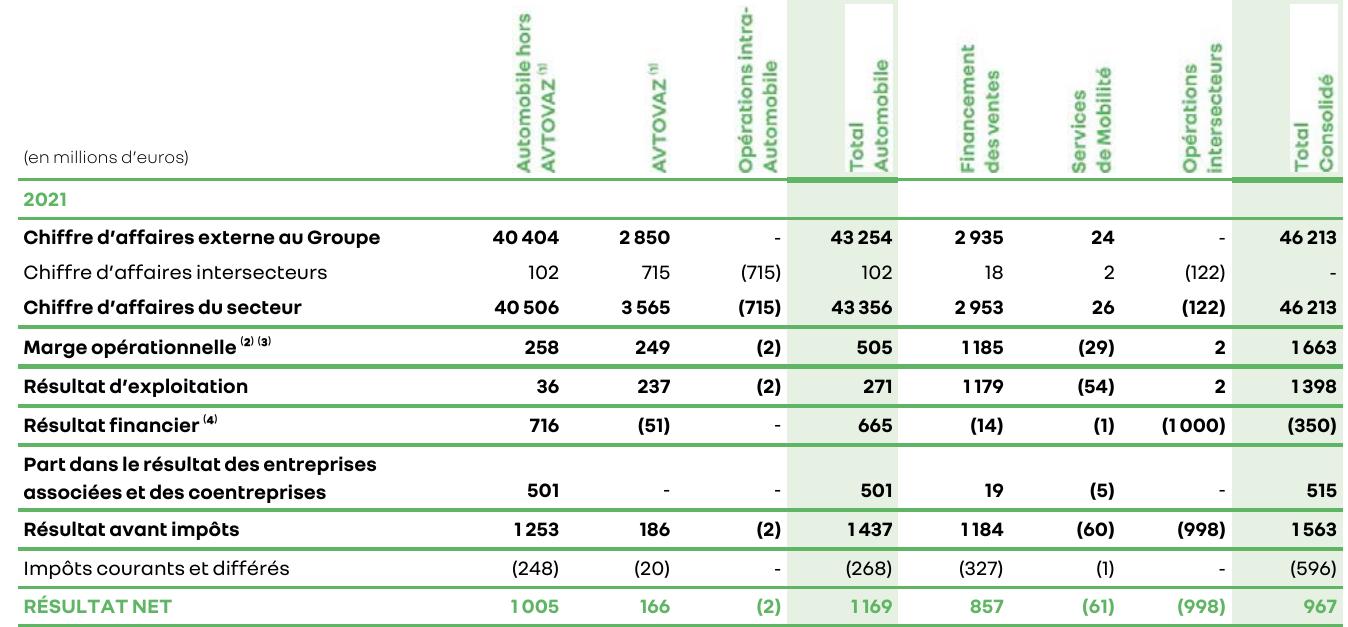 (en millions d’euros) Automobile hors AVTOVAZ (1) AVTOVAZ (1) Opérations intra-Automobile Total Automobile Financement des ventes Services de Mobilité Opérations intersecteurs Total Consolidé
2021
Chiffre d’affaires externe au Groupe 40 404 2 850 - 43 254 2 935 24 - 46 213
Chiffre d’affaires intersecteurs 102 715 (715) 102 18 2 (122) -
Chiffre d’affaires du secteur 40 506 3 565 (715) 43 356 2 953 26 (122) 46 213
Marge opérationnelle (2) (3) 258 249 (2) 505 1 185 (29) 2 1 663
Résultat d’exploitation 36 237 (2) 271 1 179 (54) 2 1 398
Résultat financier (4) 716 (51) - 665 (14) (1) (1 000) (350)
Part dans le résultat des entreprises
associées et des coentreprises 501 - - 501 19 (5) - 515
Résultat avant impôts 1 253 186 (2) 1 437 1 184 (60) (998) 1 563
Impôts courants et différés (248) (20) - (268) (327) (1) - (596)
RÉSULTAT NET 1 005 166 (2) 1 169 857 (61) (998) 967